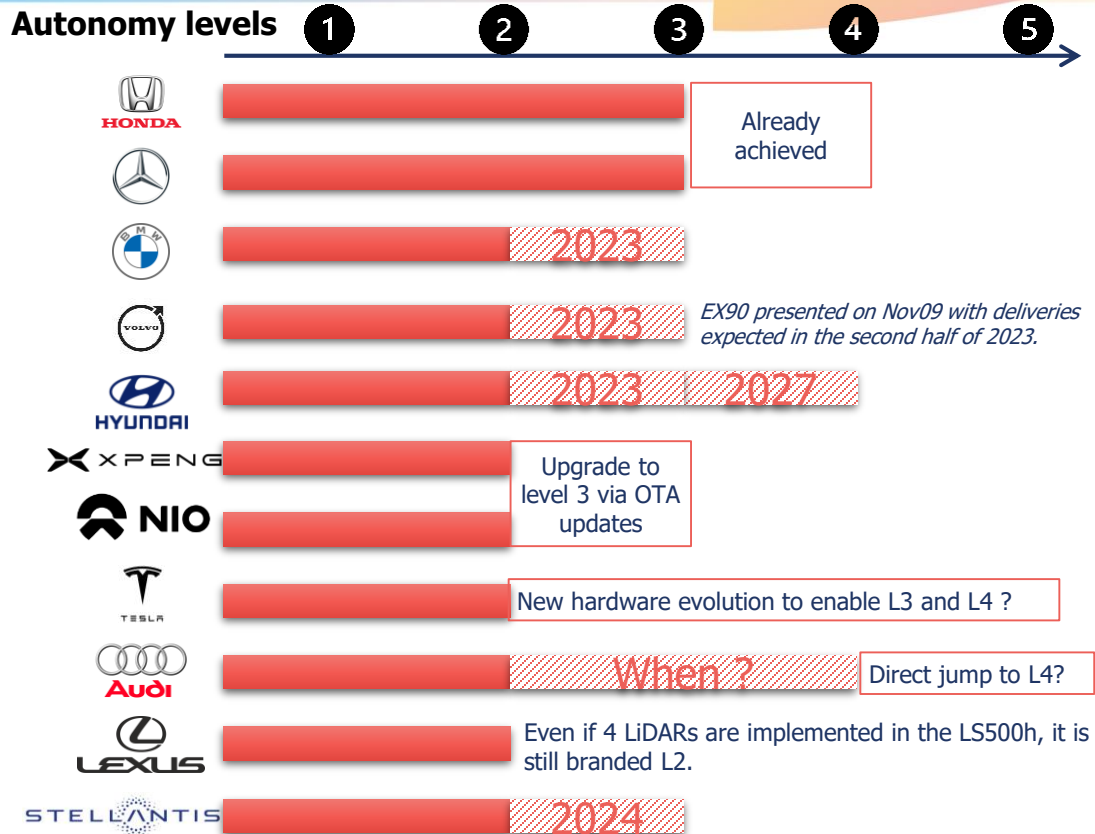 Autonomy levels 1 2 3 4 5
HONDA
Already
achieved
BMW
2023
VOLVO
2023
EX90 presented on Nov09 with deliveries
expected in the second half of 2023.
HYUNDAI
2023 2027
XPENG
Upgrade to
level 3 via OTA
updates
NIO
TESLA
New hardware evolution to enable L3 and L4 ?
Audi
When ?
Direct jump to L4?
LEXUS
Even if 4 LiDARs are implemented in the LS500h, it is
still branded L2.
STELLANTIS
2024